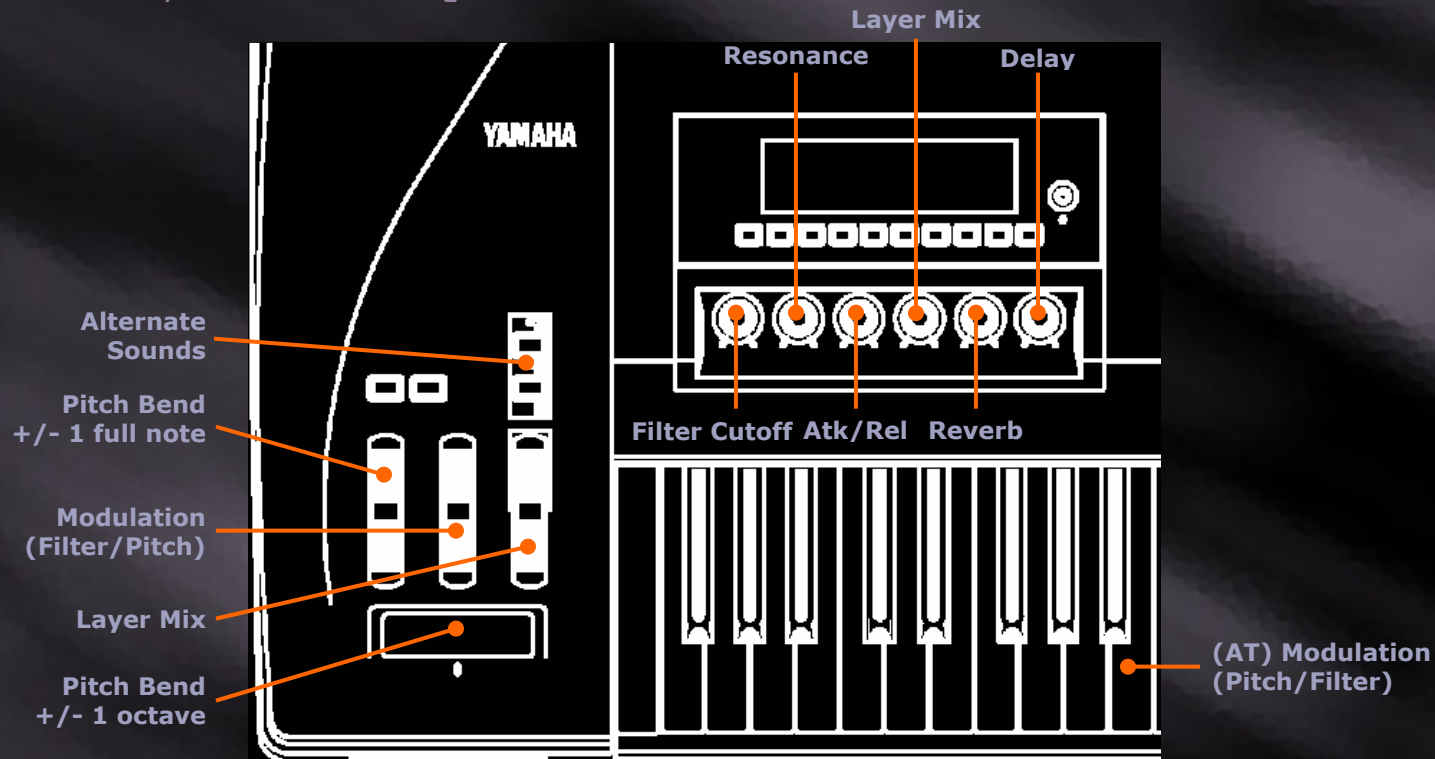 Layer Mix
Resonance
Delay
YAMAHA
Alternate
Sounds
Pitch Bend
+/- 1 full note
Filter Cutoff
Atk/Rel
Reverb
Modulation
(Filter/Pitch)
Layer Mix
Pitch Bend
+/- 1 octave
(AT) Modulation
(Pitch/Filter)